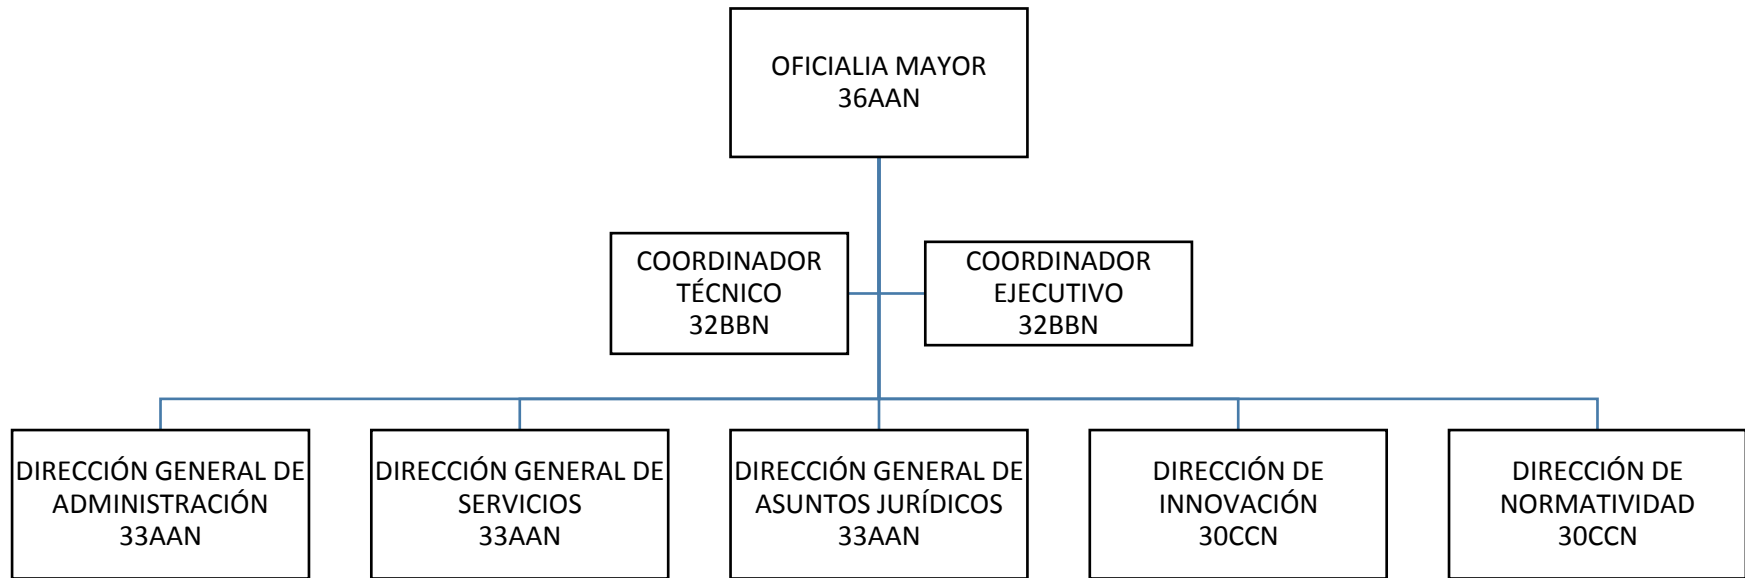 OFICIALIA MAYOR
36AAN
COORDINADOR
TÉCNICO
32BBN
COORDINADOR
EJECUTIVO
32BBN
DIRECCIÓN GENERAL DE
ADMINISTRACIÓN
33AAN
DIRECCIÓN GENERAL DE
SERVICIOS
33AAN
DIRECCIÓN GENERAL DE
ASUNTOS JURÍDICOS
33AAN
DIRECCIÓN DE
INNOVACIÓN
30CCN
DIRECCIÓN DE
NORMATIVIDAD
30CCN